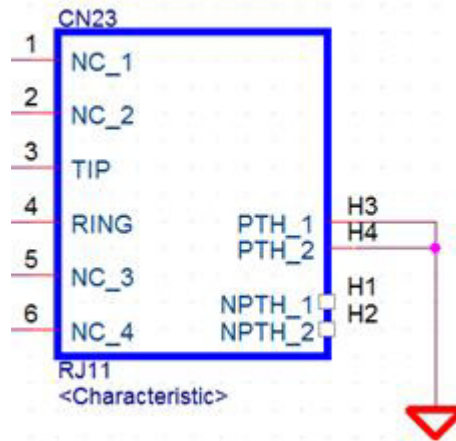 CN23
1 NC_1
2 NC_2
3 TIP
4 RING PTH_1 H3
PTH_2 H4
5 NC_3
NPTH_1 H1
6 NC_4 NPTH_2 H2
RJ11
<Characteristic>